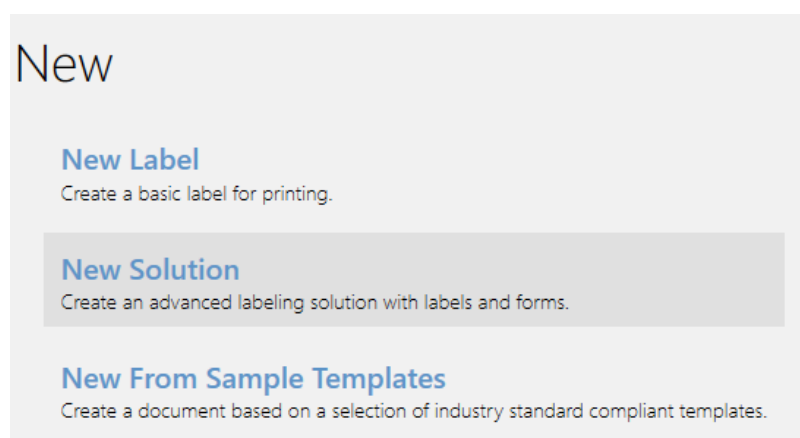 New
New Label
Create a basic label for printing.
New Solution
Create an advanced labeling solution with labels and forms.
New From Sample Templates
Create a document based on a selection of industry standard compliant templates.